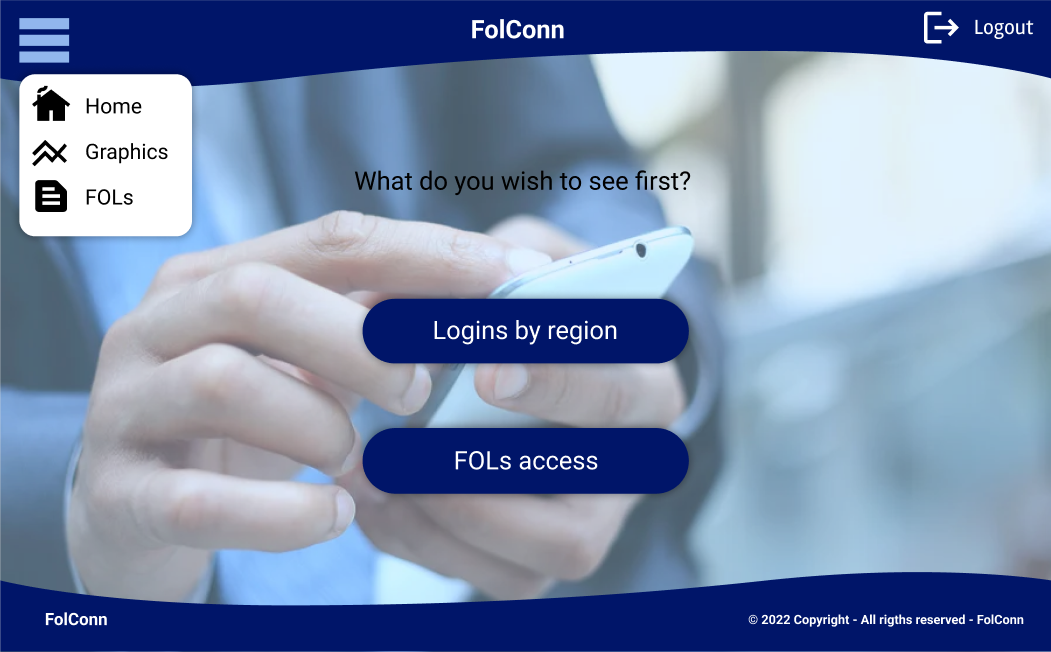 FolConn
Logout
Home
Graphics
FOLs
What do you wish to see first?
Logins by region
FOLs access
FolConn
© 2022 Copyright - All rigths reserved - FolConn